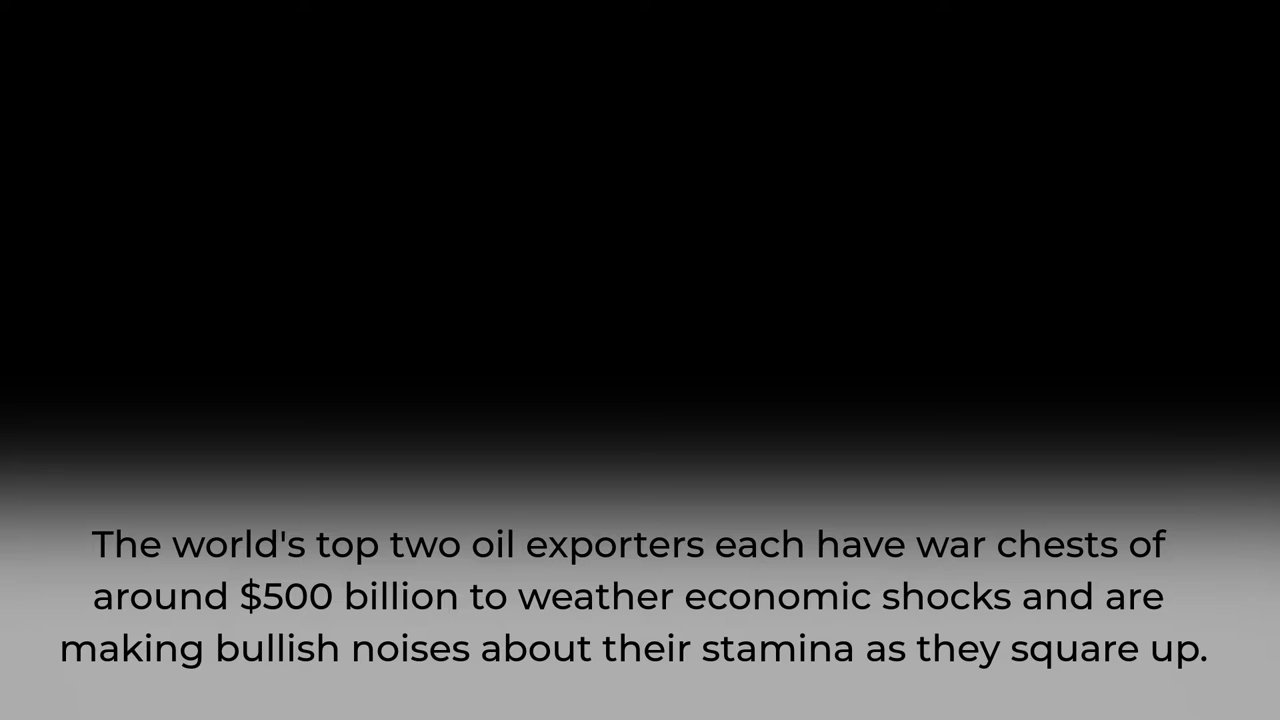 The world's top two oil exporters each have war chests of
around $500 billion to weather economic shocks and are
making bullish noises about their stamina as they square up.